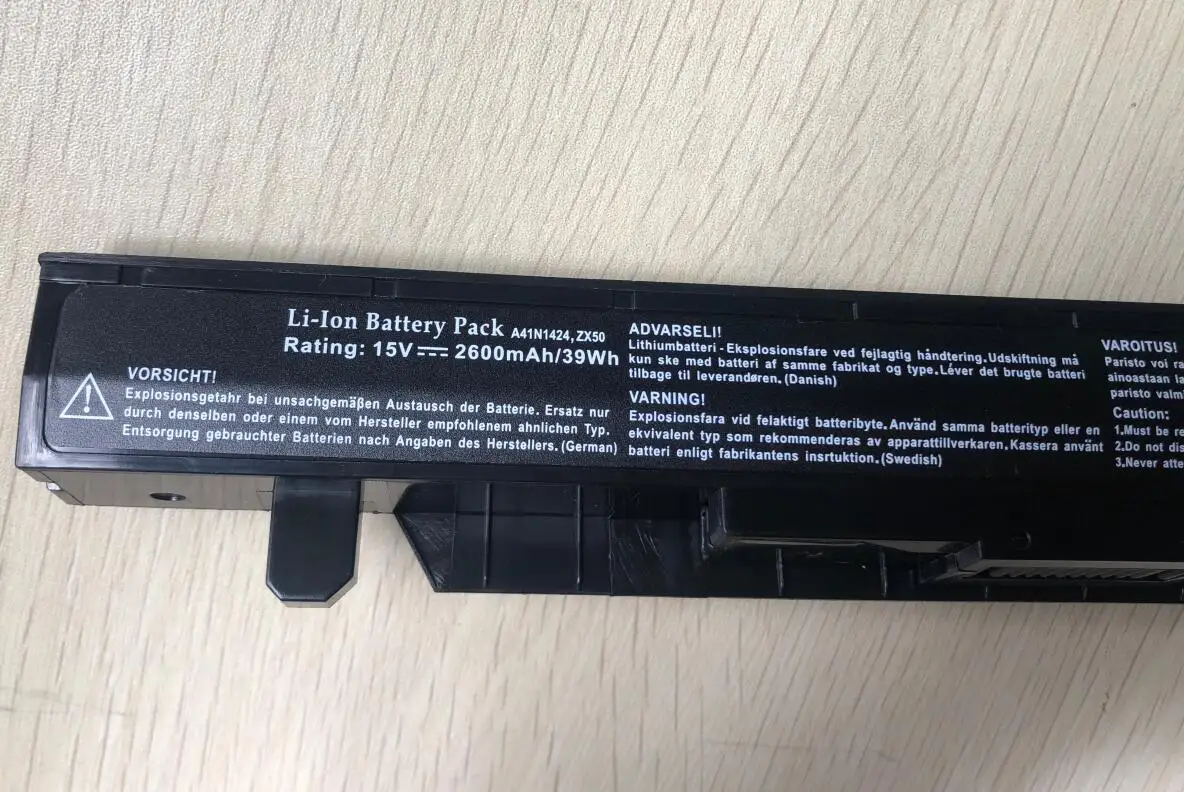 Li-Ion Battery Pack A41N1424,ZX50
Rating: 15V 2600mAh/39Wh
VORSICHT!
Explosionsgetahr bei unsachgemäβen Austausch der Batterie. Ersatz nur
durch denselben oder einem vom Hersteller empfohlenem ahnlichen Typ.
Entsorgung gebrauchter Batterien nach Angaben des Herstellers.(German)
ADVARSELI!
Lithiumbatteri - Eksplosionsfare ved fejlagtig håndtering.Udskiftning må
kun ske med batteri af samme fabrikat og type.Léver det brugte batteri
tilbage til leverandøren.(Danish)
VARNING!
Explosionsfara vid felaktigt batteribyte.Använd samma batterityp eller en
ekvivalent typ som rekommenderas av apparattillverkaren.Kassera använt
batteri enligt fabrikantens insrtuktion.(Swedish)
VAROITUS!
Paristo voi
ainoastaan
paristo
Caution:
1.Must be
2.Do not
3.Never